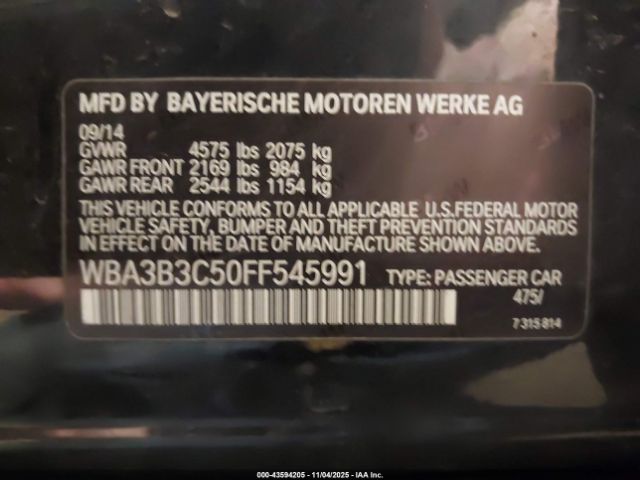 MFD BY BAYERISCHE MOTOREN WERKE AG
09/14
GVWR 4575 lbs 2075 kg
GAWR FRONT 2169 lbs 984 kg
GAWR REAR 2544 lbs 1154 kg
THIS VEHICLE CONFORMS TO ALL APPLICABLE U.S.FEDERAL MOTOR
VEHICLE SAFETY, BUMPER AND THEFT PREVENTION STANDARDS
IN EFFECT ON THE DATE OF MANUFACTURE SHOWN ABOVE.
WBA3B3C50FF545991 TYPE: PASSENGER CAR
475/
7 315 814
000-43594205 - 11/04/2025 - IAA Inc.